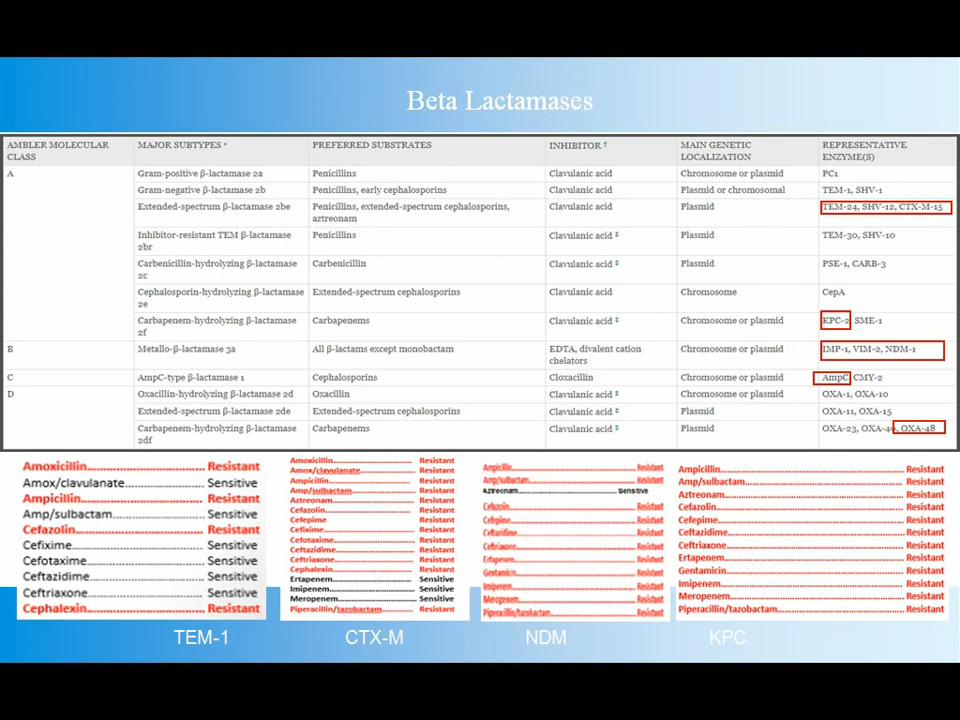 Beta Lactamases
AMBLER MOLECULAR CLASS MAJOR SUBTYPES * PREFERRED SUBSTRATES INHIBITOR † MAIN GENETIC LOCALIZATION REPRESENTATIVE ENZYME(S)
A Gram-positive β-lactamase 2a Penicillins Clavulanic acid Chromosome or plasmid PC1
Gram-negative β-lactamase 2b Penicillins, early cephalosporins Clavulanic acid Plasmid or chromosomal TEM-1, SHV-1
Extended-spectrum β-lactamase 2be Penicillins, extended-spectrum cephalosporins, aztreonam Clavulanic acid Plasmid TEM-24, SHV-12, CTX-M-15
Inhibitor-resistant TEM β-lactamase 2br Penicillins Clavulanic acid ‡ Plasmid TEM-30, SHV-10
Carbenicillin-hydrolyzing β-lactamase 2c Carbenicillin Clavulanic acid ‡ Plasmid PSE-1, CARB-3
Cephalosporin-hydrolyzing β-lactamase 2e Extended-spectrum cephalosporins Clavulanic acid Chromosome CepA
Carbapenem-hydrolyzing β-lactamase 2f Carbapenems Clavulanic acid ‡ Chromosome or plasmid KPC-2, SME-1
B Metallo-β-lactamase 3a All β-lactams except monobactam EDTA, divalent cation chelators Chromosome or plasmid IMP-1, VIM-2, NDM-1
C AmpC-type β-lactamase 1 Cephalosporins Cloxacillin Chromosome or plasmid AmpC, CMY-2
D Oxacillin-hydrolyzing β-lactamase 2d Oxacillin Clavulanic acid ‡ Chromosome or plasmid OXA-1, OXA-10
Extended-spectrum β-lactamase 2de Extended-spectrum cephalosporins Clavulanic acid ‡ Plasmid OXA-11, OXA-15
Carbapenem-hydrolyzing β-lactamase 2df Carbapenems Clavulanic acid ‡ Plasmid OXA-23, OXA-40, OXA-48
Amoxicillin Resistant
Amox/clavulanate Sensitive
Ampicillin Resistant
Amp/sulbactam Sensitive
Cefazolin Resistant
Cefixime Sensitive
Cefotaxime Sensitive
Ceftazidime Sensitive
Ceftriaxone Sensitive
Cephalexin Resistant
TEM-1
Amoxicillin Resistant
Amox/clavulanate Resistant
Ampicillin Resistant
Amp/sulbactam Resistant
Aztreonam Resistant
Cefazolin Resistant
Cefepime Resistant
Cefixime Resistant
Cefotaxime Resistant
Ceftazidime Resistant
Ceftriaxone Resistant
Cephalexin Resistant
Ertapenem Sensitive
Imipenem Sensitive
Meropenem Sensitive
Piperacillin/tazobactam Resistant
CTX-M
Ampicillin Resistant
Amp/sulbactam Resistant
Aztreonam Sensitive
Cefazolin Resistant
Cefepime Resistant
Ceftazidime Resistant
Ceftriaxone Resistant
Ertapenem Resistant
Gentamicin Resistant
Imipenem Resistant
Meropenem Resistant
Piperacillin/tazobactam Resistant
NDM
Ampicillin Resistant
Amp/sulbactam Resistant
Aztreonam Resistant
Cefazolin Resistant
Cefepime Resistant
Ceftazidime Resistant
Ceftriaxone Resistant
Ertapenem Resistant
Gentamicin Resistant
Imipenem Resistant
Meropenem Resistant
Piperacillin/tazobactam Resistant
KPC